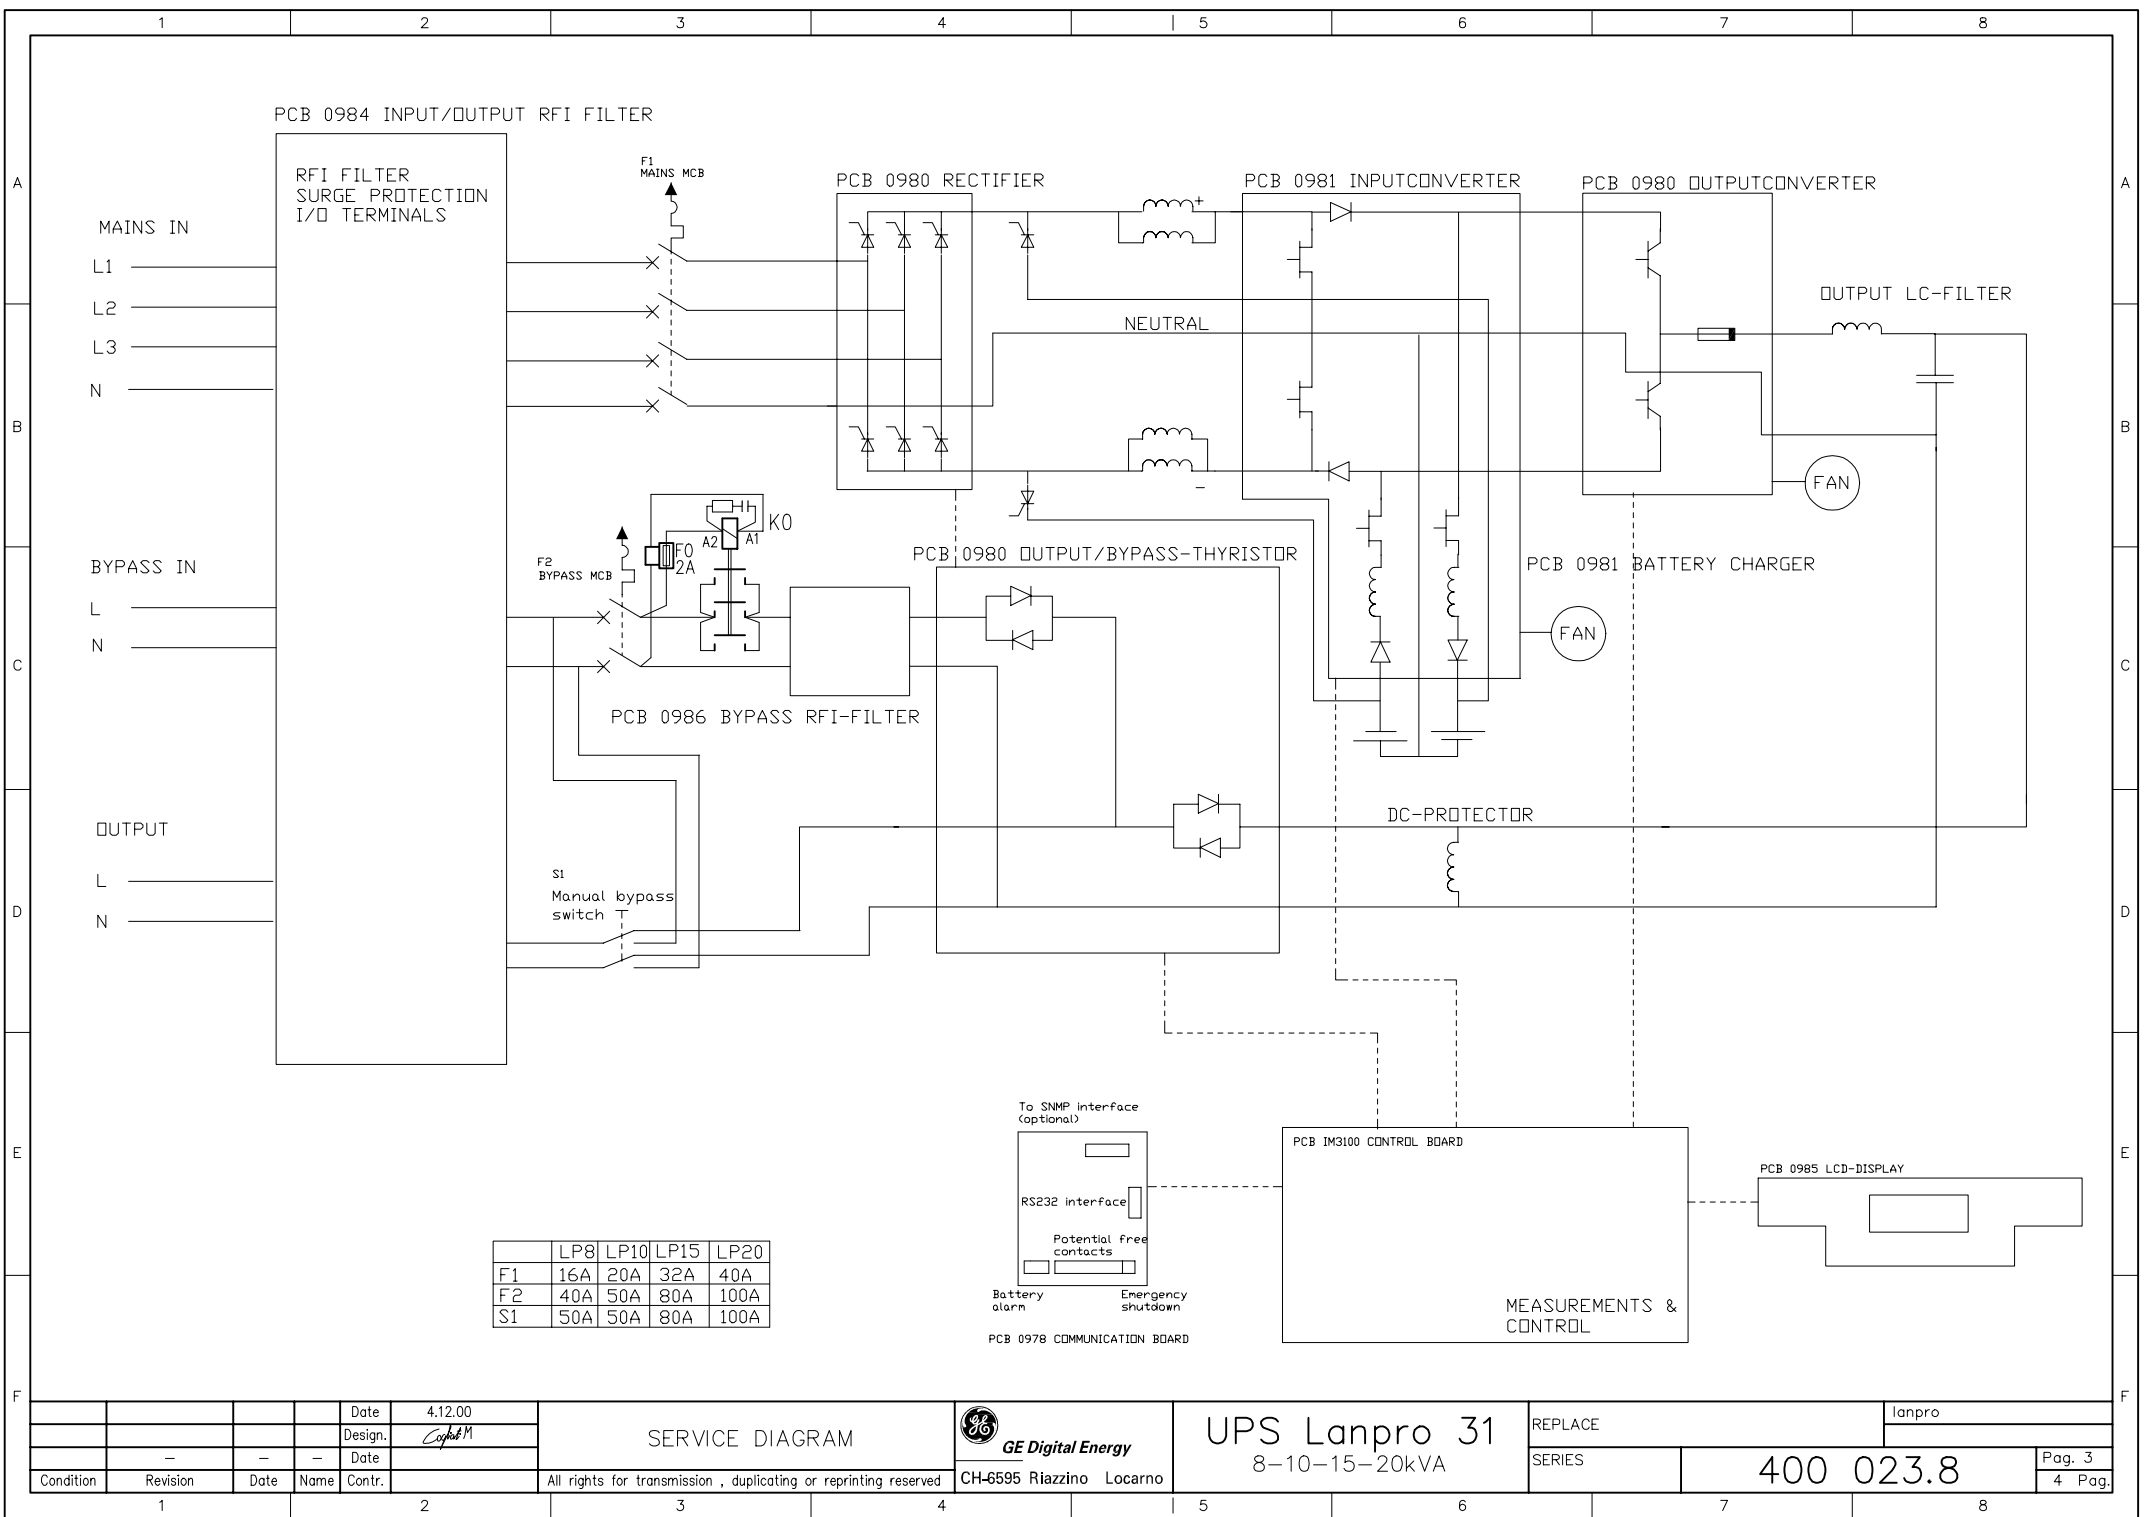 1 2 3 4 5 6 7 8
PCB 0984 INPUT/OUTPUT RFI FILTER
RFI FILTER
SURGE PROTECTION
I/O TERMINALS
F1
MAINS MCB
PCB 0980 RECTIFIER
PCB 0981 INPUTCONVERTER
PCB 0980 OUTPUTCONVERTER
A
A
MAINS IN
L1
L2
L3
N
+
NEUTRAL
OUTPUT LC-FILTER
B
B
-
FAN
K0
A2 A1
F0
2A
F2
BYPASS MCB
PCB 0980 OUTPUT/BYPASS-THYRISTOR
PCB 0981 BATTERY CHARGER
FAN
BYPASS IN
L
N
C
C
PCB 0986 BYPASS RFI-FILTER
DC-PROTECTOR
OUTPUT
L
N
S1
Manual bypass
switch
D
D
To SNMP interface
(optional)
RS232 interface
Potential free
contacts
Battery
alarm
Emergency
shutdown
PCB 0978 COMMUNICATION BOARD
PCB IM3100 CONTROL BOARD
MEASUREMENTS &
CONTROL
PCB 0985 LCD-DISPLAY
E
E
LP8 LP10 LP15 LP20
F1 16A 20A 32A 40A
F2 40A 50A 80A 100A
S1 50A 50A 80A 100A
F
F
Date 4.12.00
Design.
- - - Date
Condition Revision Date Name Contr.
SERVICE DIAGRAM
All rights for transmission , duplicating or reprinting reserved
GE Digital Energy
CH-6595 Riazzino Locarno
UPS Lanpro 31
8-10-15-20kVA
REPLACE
lanpro
SERIES
400 023.8
Pag. 3
4 Pag.
1 2 3 4 5 6 7 8